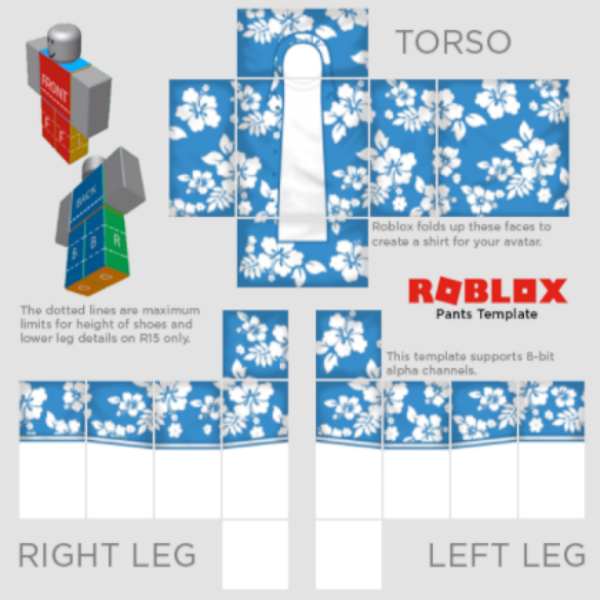 TORSO
FRONT
F F L
BACK
B B R
Roblox folds up these faces to
create a shirt for your avatar.
ROBLOX
Pants Template
The dotted lines are maximum
limits for height of shoes and
lower leg details on R15 only.
This template supports 8-bit
alpha channels.
RIGHT LEG
LEFT LEG